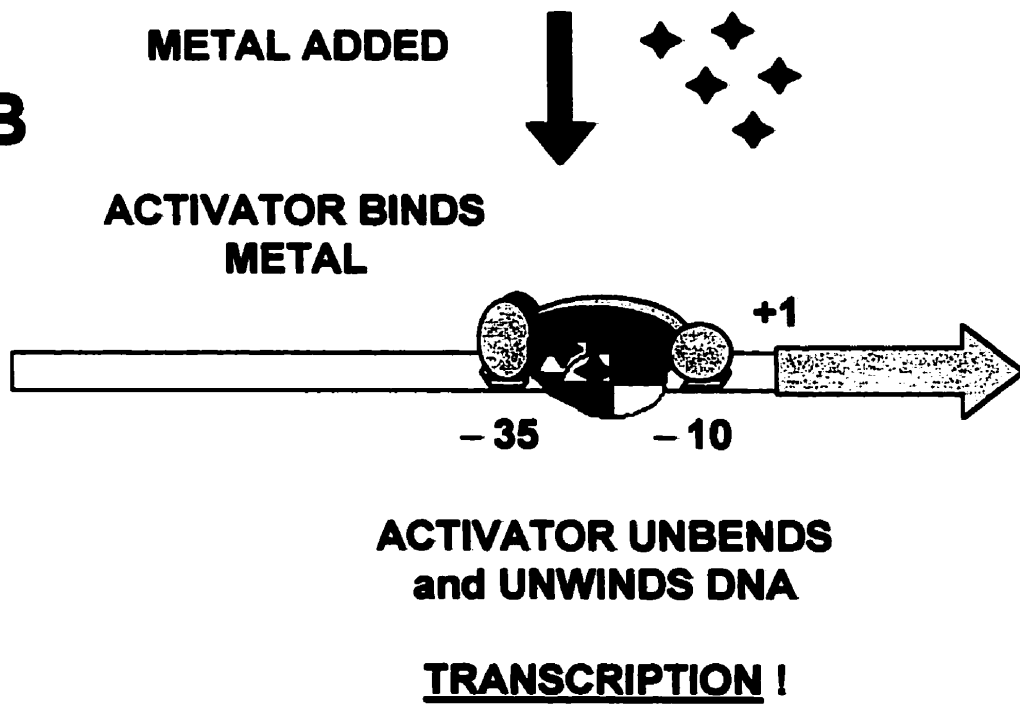 METAL ADDED
B
ACTIVATOR BINDS
METAL
+1
– 35
– 10
ACTIVATOR UNBENDS
and UNWINDS DNA
TRANSCRIPTION !